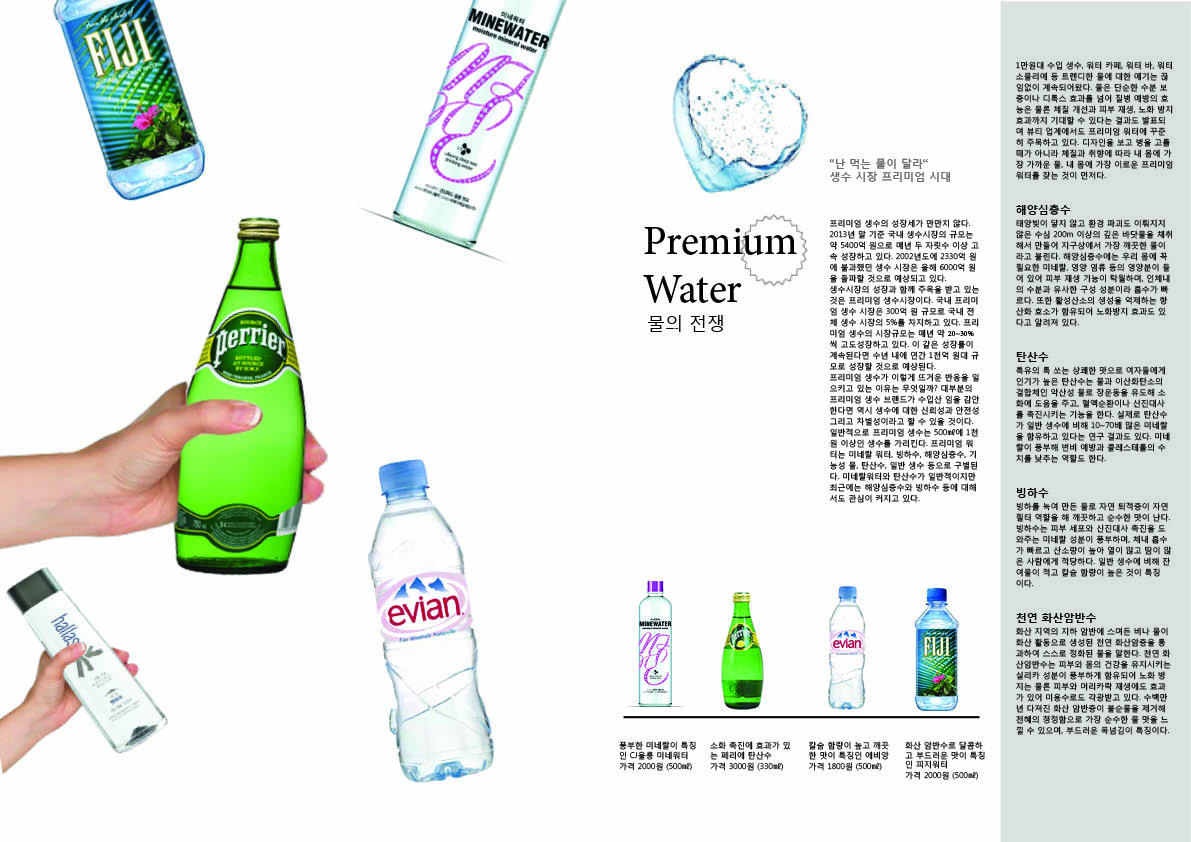 From the islands of
FIJI
미네워터
MINEWATER
moisture mineral water
ulleung deep sea
drinking water
SOURCE
perrier
BOTTLED
AT SOURCE
750 ml
evian
Eau Minérale Naturelle
hallas
“난 먹는 물이 달라“
생수 시장 프리미엄 시대
Premium
Water
물의 전쟁
프리미엄 생수의 성장세가 만만치 않다.
2013년 말 기준 국내 생수시장의 규모는
약 5400억 원으로 매년 두 자릿수 이상 고
속 성장하고 있다. 2002년도에 2330억 원
에 불과했던 생수 시장은 올해 6000억 원
을 돌파할 것으로 예상되고 있다.
생수시장의 성장과 함께 주목을 받고 있는
것은 프리미엄 생수시장이다. 국내 프리미
엄 생수 시장은 300억 원 규모로 국내 전
체 생수 시장의 5%를 차지하고 있다. 프리
미엄 생수의 시장규모는 매년 약 20~30%
씩 고도성장하고 있다. 이 같은 성장률이
계속된다면 수년 내에 연간 1천억 원대 규
모로 성장할 것으로 예상된다.
프리미엄 생수가 이렇게 뜨거운 반응을 일
으키고 있는 이유는 무엇일까? 대부분의
프리미엄 생수 브랜드가 수입산 임을 감안
한다면 역시 생수에 대한 신뢰성과 안전성
그리고 차별성이라고 할 수 있을 것이다.
일반적으로 프리미엄 생수는 500㎖에 1천
원 이상인 생수를 가리킨다. 프리미엄 워
터는 미네랄 워터, 빙하수, 해양심층수, 기
능성 물, 탄산수, 일반 생수 등으로 구별된
다. 미네랄워터와 탄산수가 일반적이지만
최근에는 해양심층수와 빙하수 등에 대해
서도 관심이 커지고 있다.
MINEWATER
perrier
evian
FIJI
풍부한 미네랄이 특징
인 CJ울릉 미네워터
가격 2000원 (500㎖)
소화 촉진에 효과가 있
는 페리에 탄산수
가격 3000원 (330㎖)
칼슘 함량이 높고 깨끗
한 맛이 특징인 에비앙
가격 1800원 (500㎖)
화산 암반수로 달콤하
고 부드러운 맛이 특징
인 피지워터
가격 2000원 (500㎖)
1만원대 수입 생수, 워터 카페, 워터 바, 워터
소믈리에 등 트렌디한 물에 대한 얘기는 끊
임없이 계속되어왔다. 물은 단순한 수분 보
충이나 디톡스 효과를 넘어 질병 예방의 효
능은 물론 체질 개선과 피부 재생, 노화 방지
효과까지 기대할 수 있다는 결과도 발표되
며 뷰티 업계에서도 프리미엄 워터에 꾸준
히 주목하고 있다. 디자인을 보고 병을 고를
때가 아니라 체질과 취향에 따라 내 몸에 가
장 가까운 물, 내 몸에 가장 이로운 프리미엄
워터를 찾는 것이 먼저다.
해양심층수
태양빛이 닿지 않고 환경 파괴도 이뤄지지
않은 수심 200m 이상의 깊은 바닷물을 채취
해서 만들어 지구상에서 가장 깨끗한 물이
라고 불린다. 해양심층수에는 우리 몸에 꼭
필요한 미네랄, 영양 염류 등의 영양분이 들
어 있어 피부 재생 기능이 탁월하며, 인체내
의 수분과 유사한 구성 성분이라 흡수가 빠
르다. 또한 활성산소의 생성을 억제하는 항
산화 효소가 함유되어 노화방지 효과도 있
다고 알려져 있다.
탄산수
특유의 톡 쏘는 상쾌한 맛으로 여자들에게
인기가 높은 탄산수는 물과 이산화탄소의
결합체인 약산성 물로 장운동을 유도해 소
화에 도움을 주고, 혈액순환이나 신진대사
를 촉진시키는 기능을 한다. 실제로 탄산수
가 일반 생수에 비해 10~70배 많은 미네랄
을 함유하고 있다는 연구 결과도 있다. 미네
랄이 풍부해 변비 예방과 콜레스테롤의 수
치를 낮추는 역할도 한다.
빙하수
빙하를 녹여 만든 물로 자연 퇴적층이 자연
필터 역할을 해 깨끗하고 순수한 맛이 난다.
빙하수는 피부 세포와 신진대사 촉진을 도
와주는 미네랄 성분이 풍부하며, 체내 흡수
가 빠르고 산소량이 높아 열이 많고 땀이 많
은 사람에게 적당하다. 일반 생수에 비해 잔
여물이 적고 칼슘 함량이 높은 것이 특징
이다.
천연 화산암반수
화산 지역의 지하 암반에 스며든 비나 물이
화산 활동으로 생성된 천연 화산암층을 통
과하여 스스로 정화된 물을 말한다. 천연 화
산암반수는 피부와 몸의 건강을 유지시키는
실리카 성분이 풍부하게 함유되어 노화 방
지는 물론 피부와 머리카락 재생에도 효과
가 있어 미용수로도 각광받고 있다. 수백만
년 다져진 화산 암반층이 불순물을 제거해
천혜의 청정함으로 가장 순수한 물 맛을 느
낄 수 있으며, 부드러운 목넘김이 특징이다.